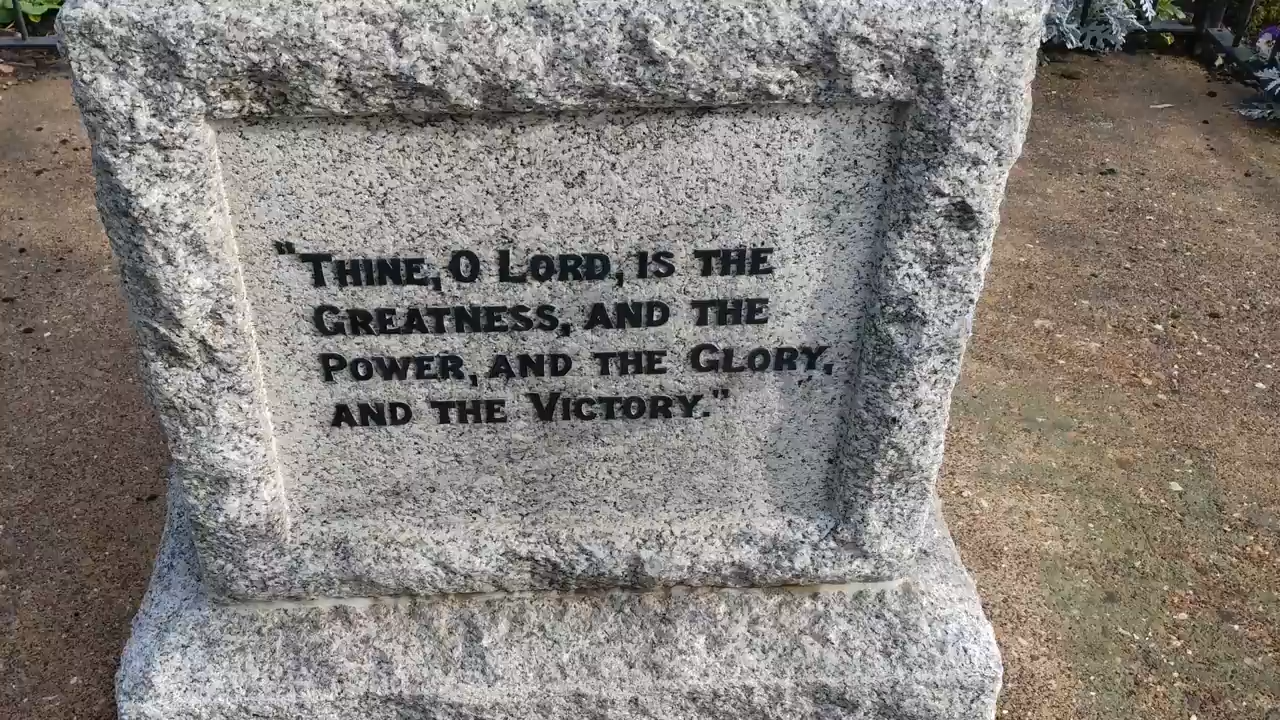 "Thine, O Lord, is the
Greatness, and the
Power, and the Glory,
and the Victory."